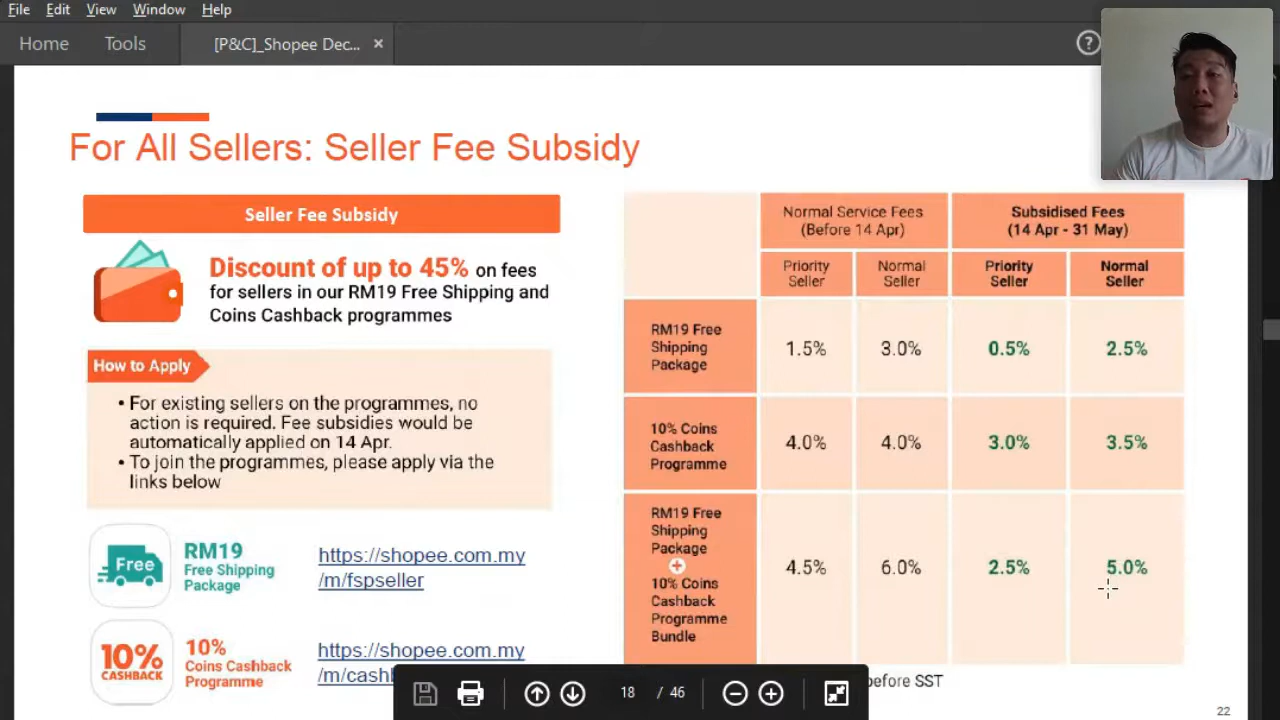 File Edit View Window Help
Home Tools [P&C]_Shopee Dec... ×
For All Sellers: Seller Fee Subsidy
Seller Fee Subsidy
Discount of up to 45% on fees
for sellers in our RM19 Free Shipping and
Coins Cashback programmes
How to Apply
• For existing sellers on the programmes, no
action is required. Fee subsidies would be
automatically applied on 14 Apr.
• To join the programmes, please apply via the
links below
Free
RM19
Free Shipping
Package
https://shopee.com.my
/m/fspseller
10%
CASHBACK
10%
Coins Cashback
Programme
https://shopee.com.my
Normal Service Fees
(Before 14 Apr)
Subsidised Fees
(14 Apr - 31 May)
Priority
Seller
Normal
Seller
Priority
Seller
Normal
Seller
RM19 Free
Shipping
Package
1.5% 3.0% 0.5% 2.5%
10% Coins
Cashback
Programme
4.0% 4.0% 3.0% 3.5%
RM19 Free
Shipping
Package
+
10% Coins
Cashback
Programme
Bundle
4.5% 6.0% 2.5% 5.0%
before SST
18 / 46
22